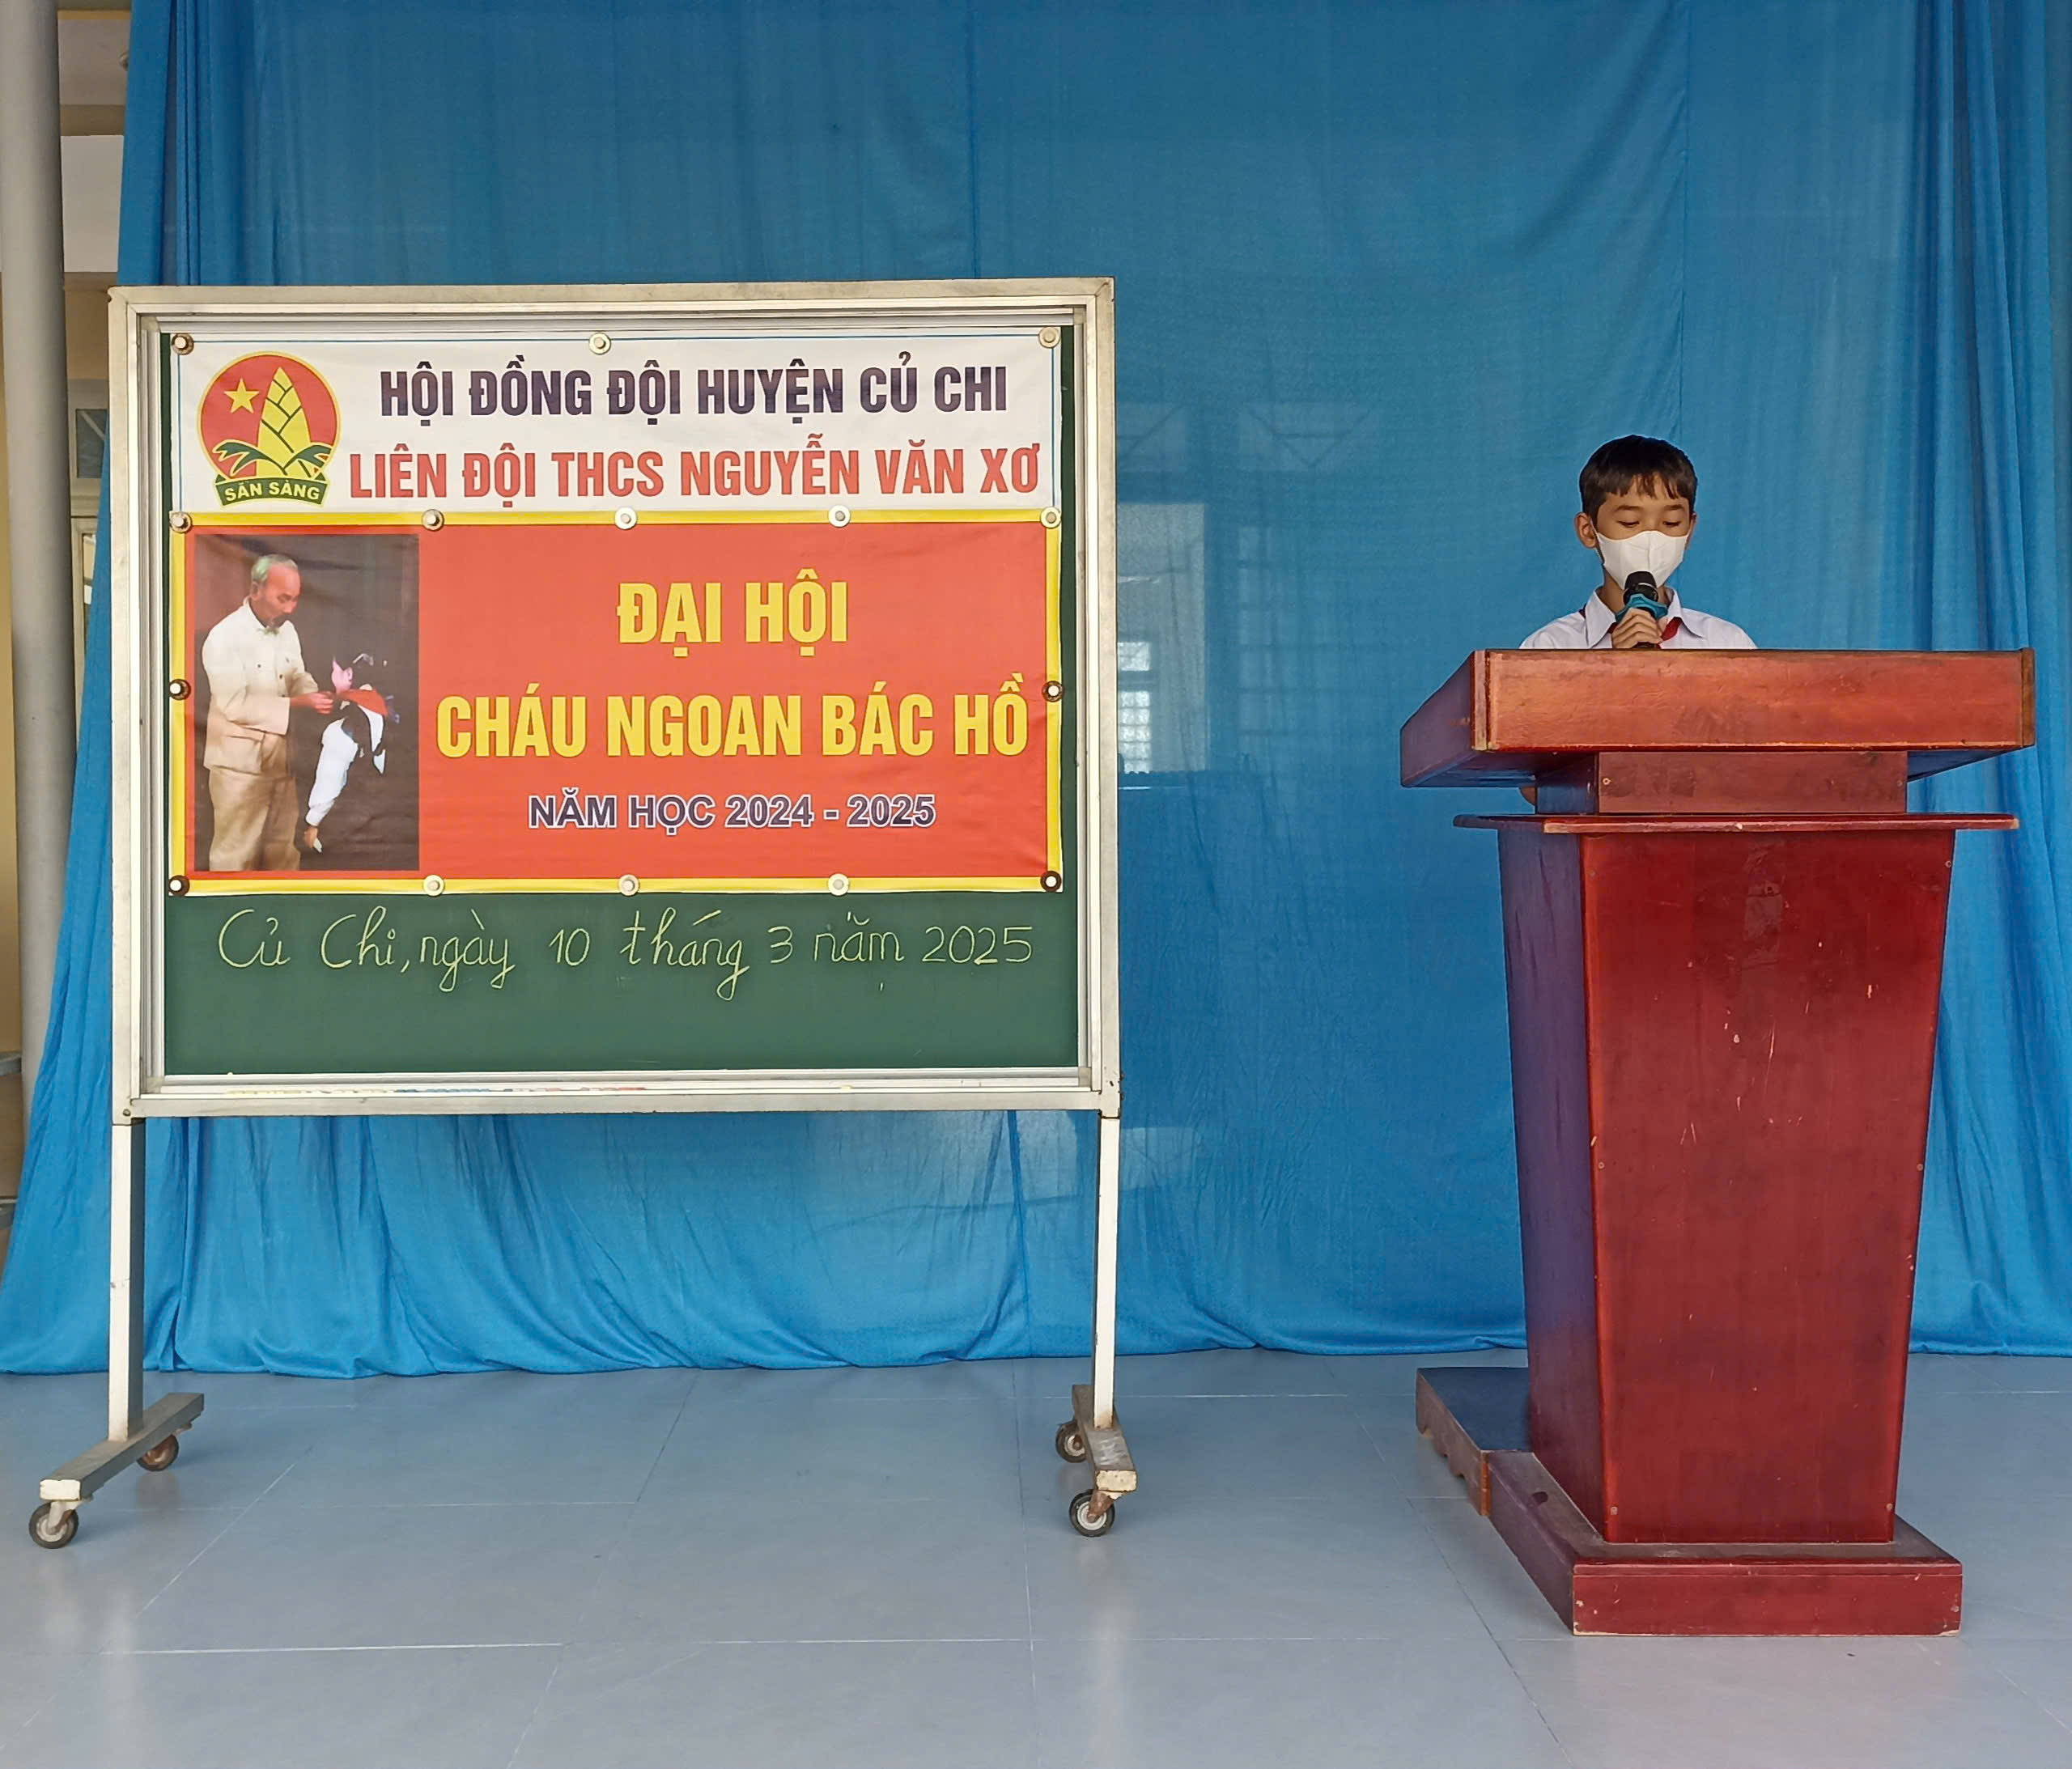 HỘI ĐỒNG ĐỘI HUYỆN CỦ CHI
LIÊN ĐỘI THCS NGUYỄN VĂN XƠ
SẴN SÀNG
ĐẠI HỘI
CHÁU NGOAN BÁC HỒ
NĂM HỌC 2024 - 2025
Củ Chi, ngày 10 tháng 3 năm 2025